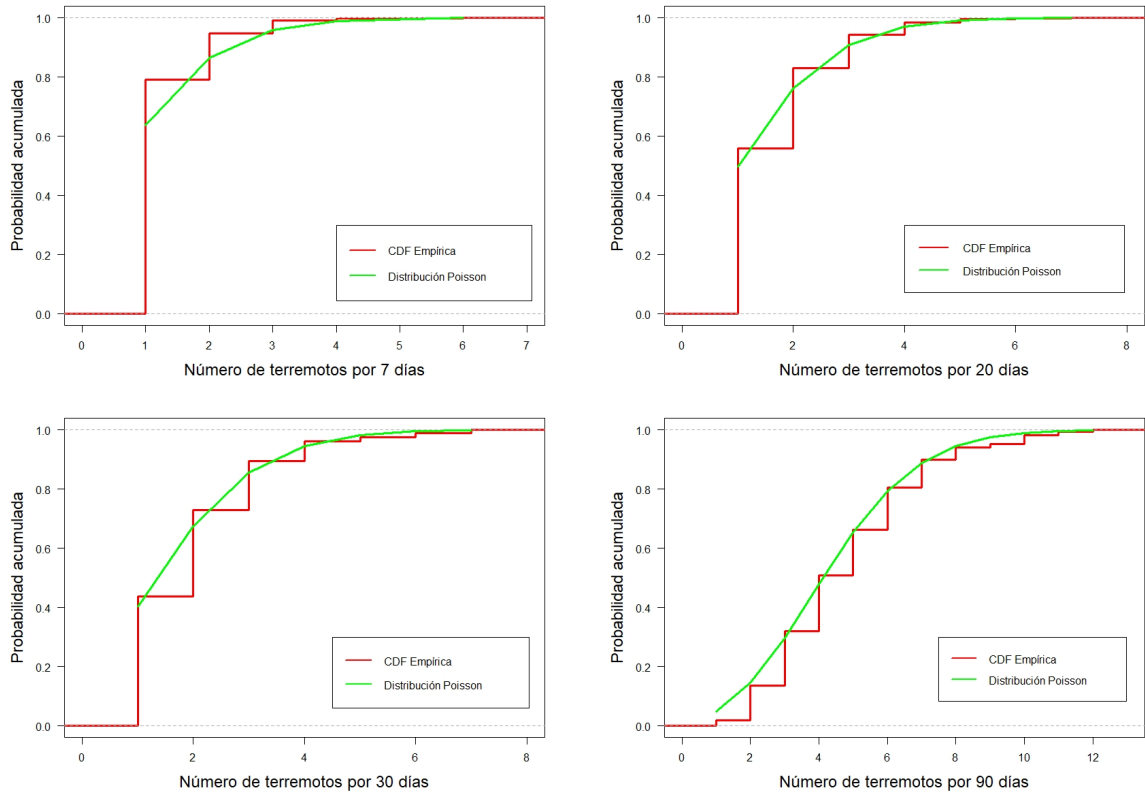 Probabilidad acumulada
1.0
0.8
0.6
0.4
0.2
0.0
CDF Empírica
Distribución Poisson
0 1 2 3 4 5 6 7
Número de terremotos por 7 días
Probabilidad acumulada
1.0
0.8
0.6
0.4
0.2
0.0
CDF Empírica
Distribución Poisson
0 2 4 6 8
Número de terremotos por 20 días
Probabilidad acumulada
1.0
0.8
0.6
0.4
0.2
0.0
CDF Empírica
Distribución Poisson
0 2 4 6 8
Número de terremotos por 30 días
Probabilidad acumulada
1.0
0.8
0.6
0.4
0.2
0.0
CDF Empírica
Distribución Poisson
0 2 4 6 8 10 12
Número de terremotos por 90 días